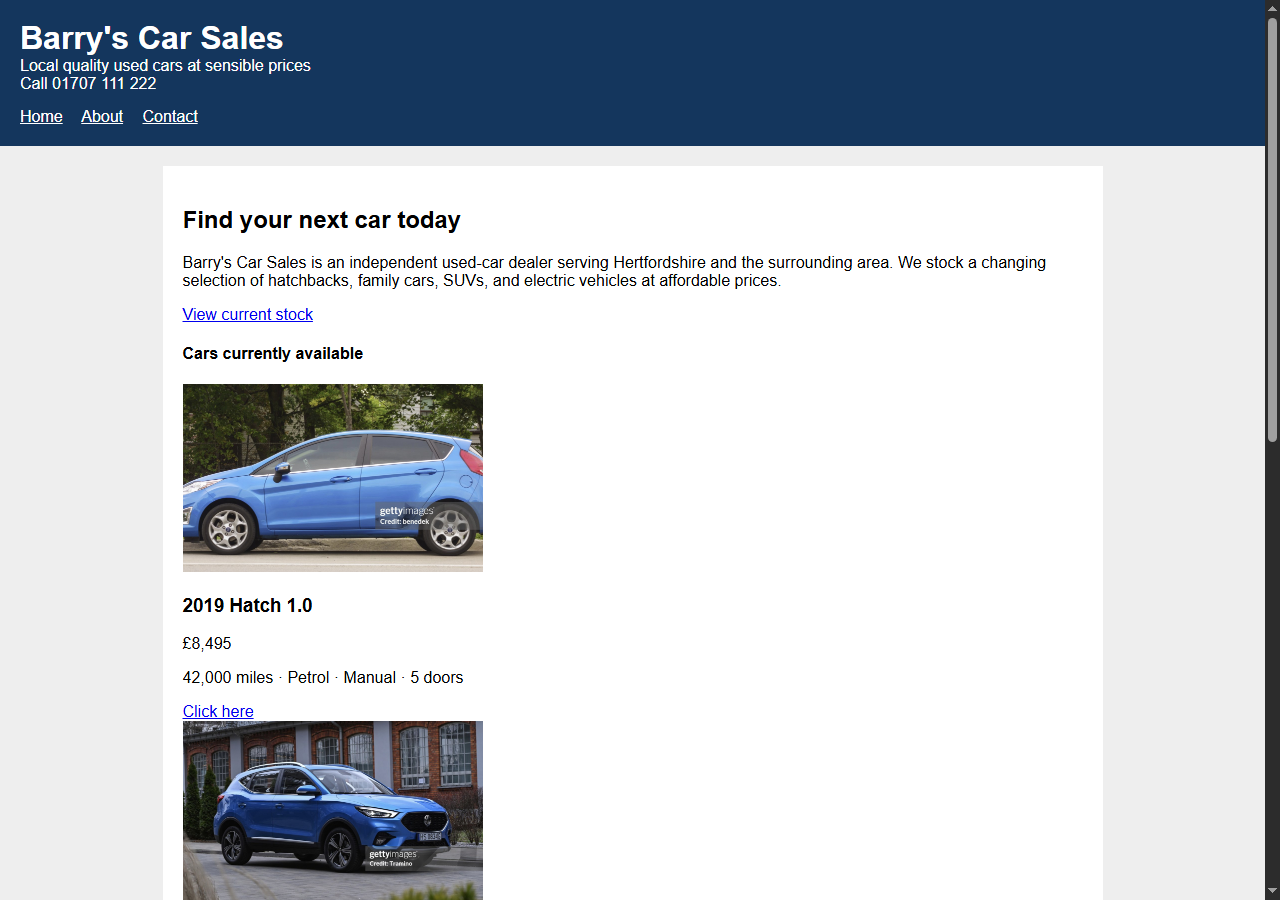 Barry's Car Sales
Local quality used cars at sensible prices
Call 01707 111 222
Home About Contact
Find your next car today
Barry's Car Sales is an independent used-car dealer serving Hertfordshire and the surrounding area. We stock a changing
selection of hatchbacks, family cars, SUVs, and electric vehicles at affordable prices.
View current stock
Cars currently available
gettyimages
Credit: benedek
2019 Hatch 1.0
£8,495
42,000 miles · Petrol · Manual · 5 doors
Click here
gettyimages
Credit: Tramino